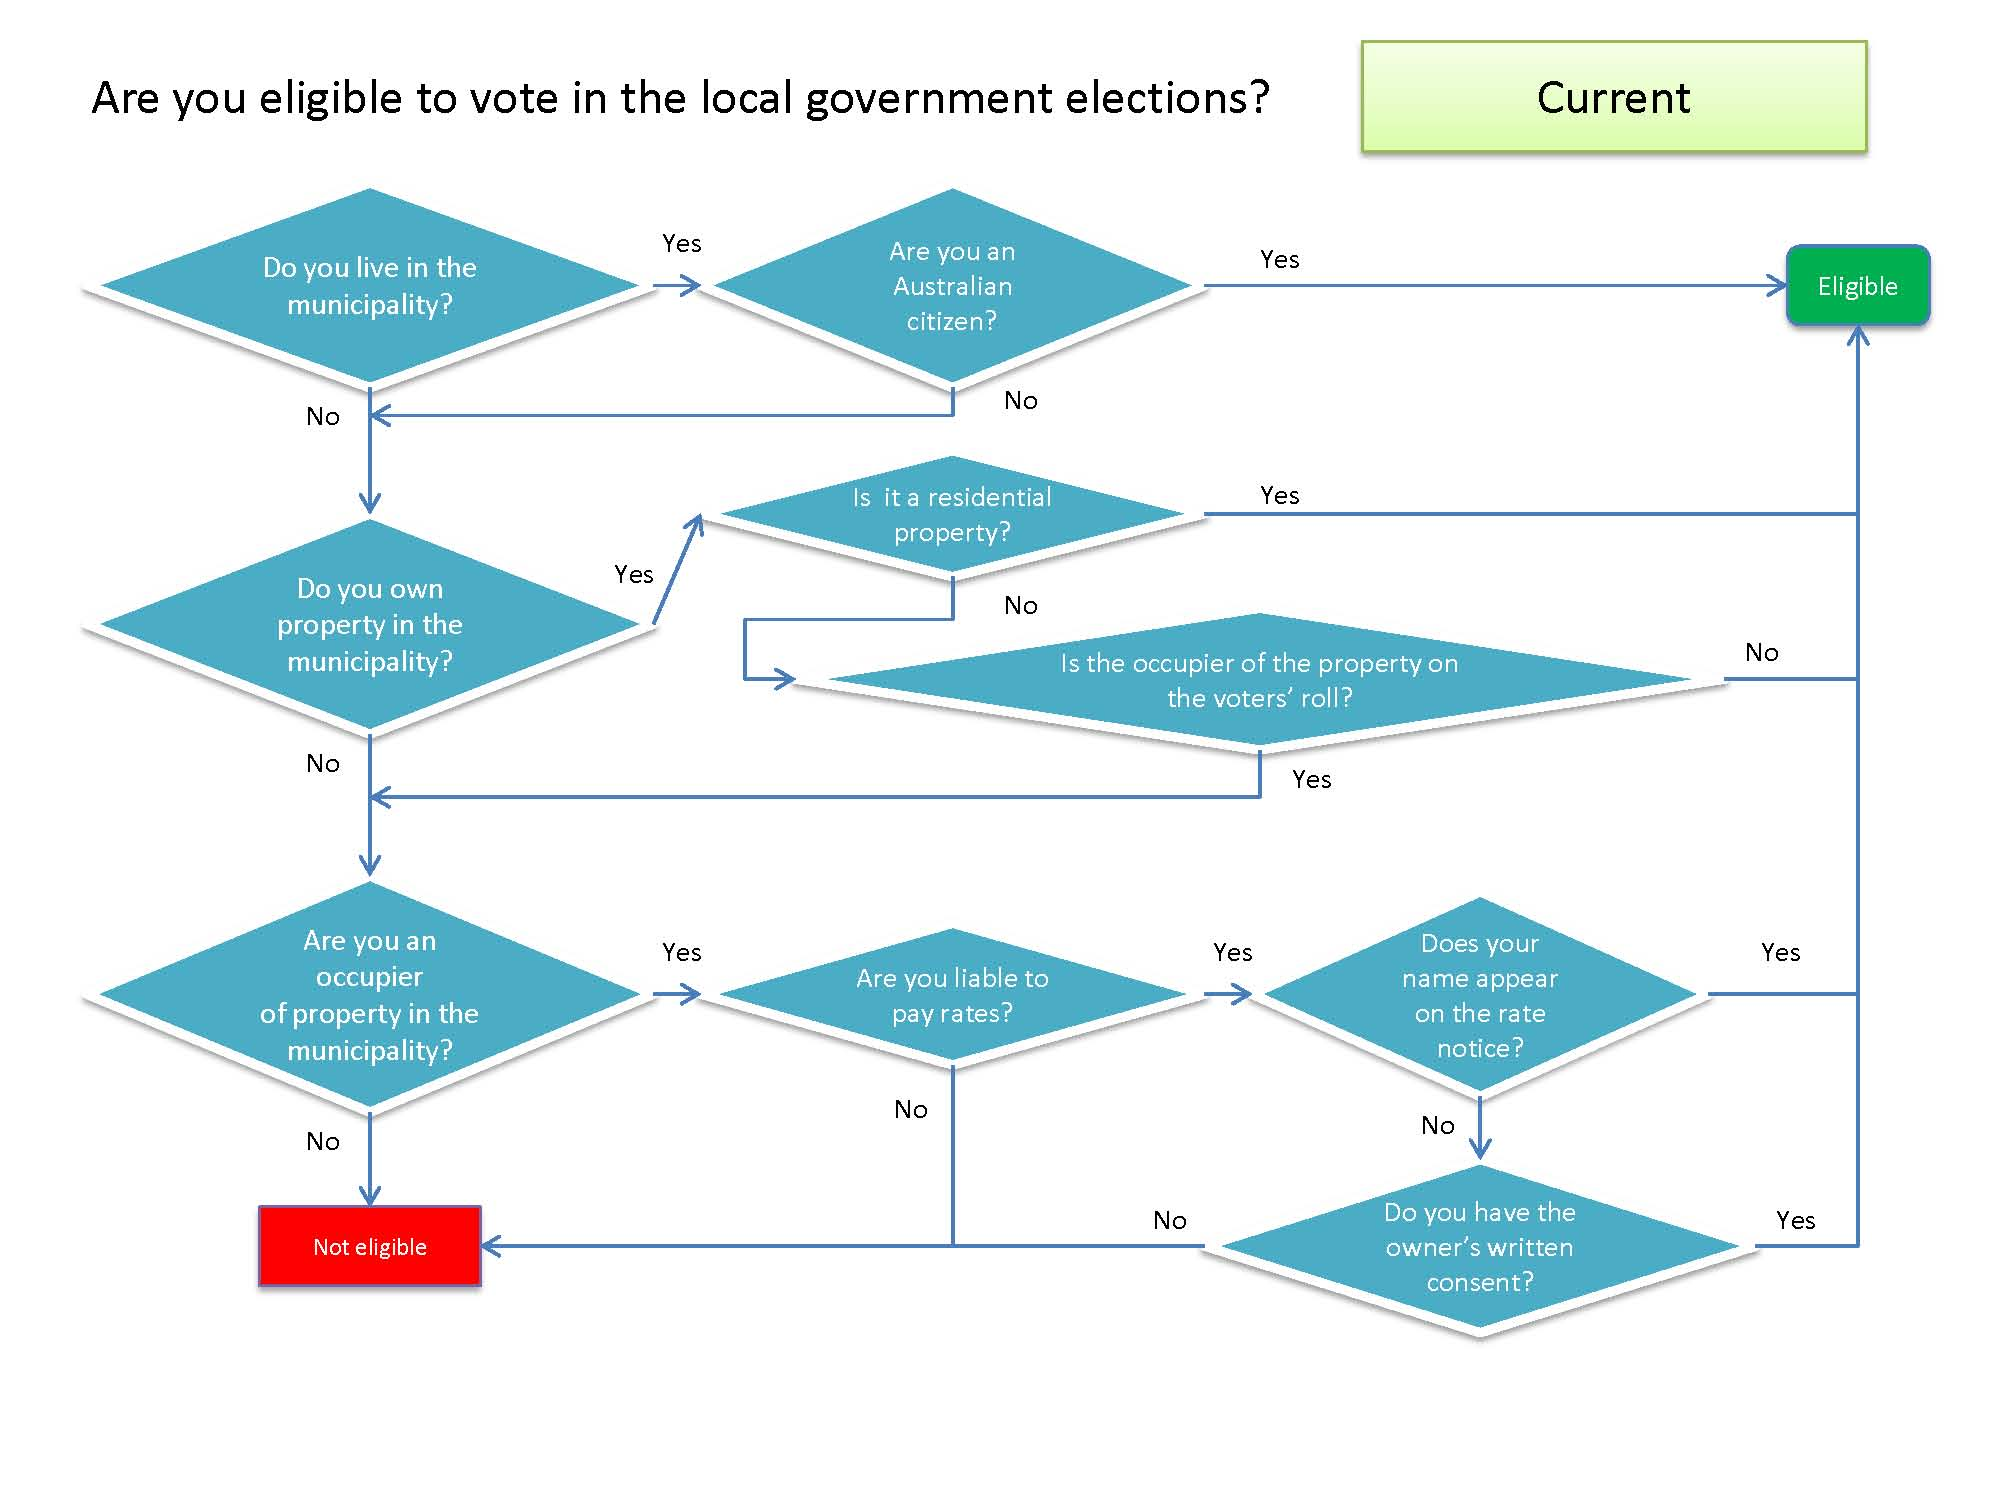 Are you eligible to vote in the local government elections?
Current
Do you live in the
municipality?
Yes
Are you an
Australian
citizen?
Yes
Eligible
No
No
Is  it a residential
property?
Yes
Do you own
property in the
municipality?
Yes
No
Is the occupier of the property on
the voters’ roll?
No
No
Yes
Are you an
occupier
of property in the
municipality?
Yes
Are you liable to
pay rates?
Yes
Does your
name appear
on the rate
notice?
Yes
No
No
No
Not eligible
No
Do you have the
owner’s written
consent?
Yes